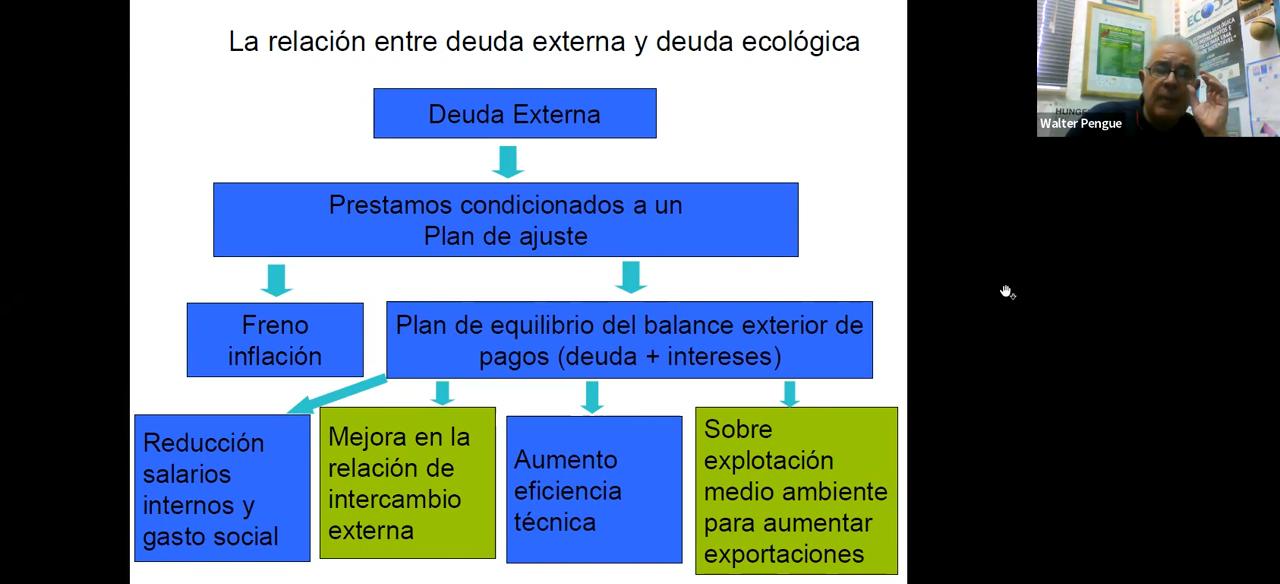 La relación entre deuda externa y deuda ecológica
Deuda Externa
Prestamos condicionados a un
Plan de ajuste
Freno
inflación
Plan de equilibrio del balance exterior de
pagos (deuda + intereses)
Reducción
salarios
internos y
gasto social
Mejora en la
relación de
intercambio
externa
Aumento
eficiencia
técnica
Sobre
explotación
medio ambiente
para aumentar
exportaciones
HUNGE
Walter Pengue